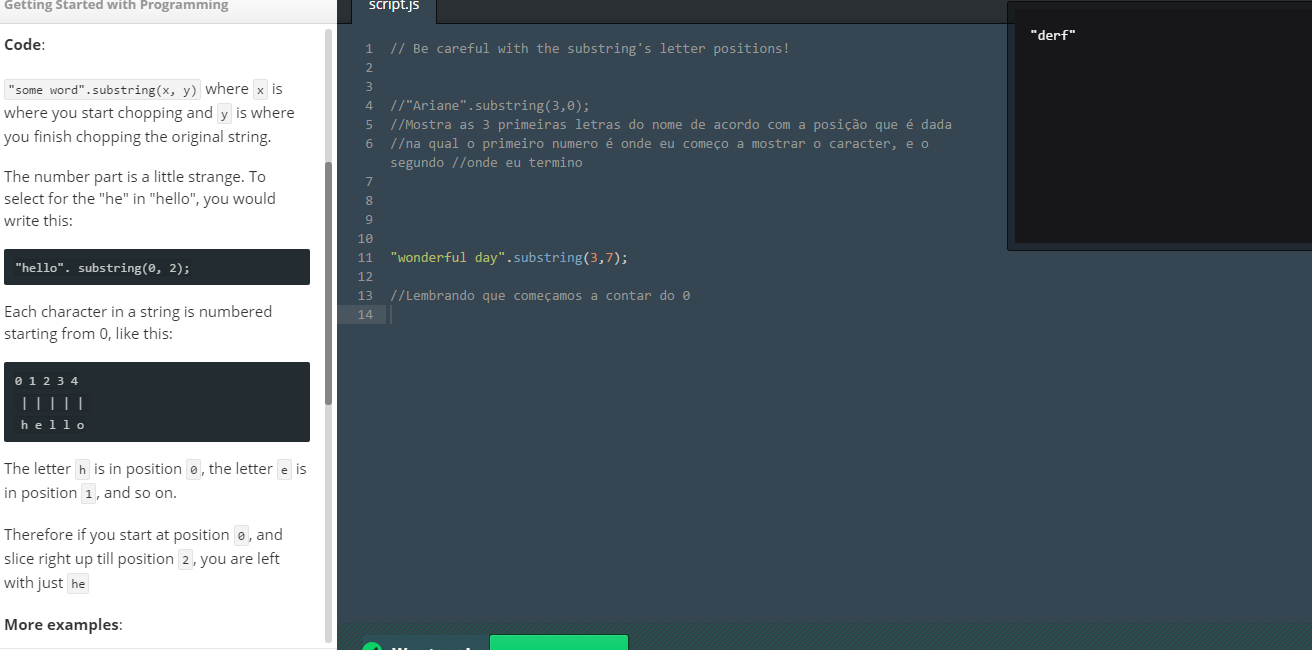 Getting Started with Programming
Code:
"some word".substring(x, y) where x is
where you start chopping and y is where
you finish chopping the original string.
The number part is a little strange. To
select for the "he" in "hello", you would
write this:
"hello". substring(0, 2);
Each character in a string is numbered
starting from 0, like this:
0 1 2 3 4
| | | | |
h e l l o
The letter h is in position 0, the letter e is
in position 1, and so on.
Therefore if you start at position 0, and
slice right up till position 2, you are left
with just he
More examples:
script.js
1 // Be careful with the substring's letter positions!
2
3
4 //"Ariane".substring(3,0);
5 //Mostra as 3 primeiras letras do nome de acordo com a posição que é dada
6 //na qual o primeiro numero é onde eu começo a mostrar o caracter, e o
segundo //onde eu termino
7
8
9
10
11 "wonderful day".substring(3,7);
12
13 //Lembrando que começamos a contar do 0
14
"derf"